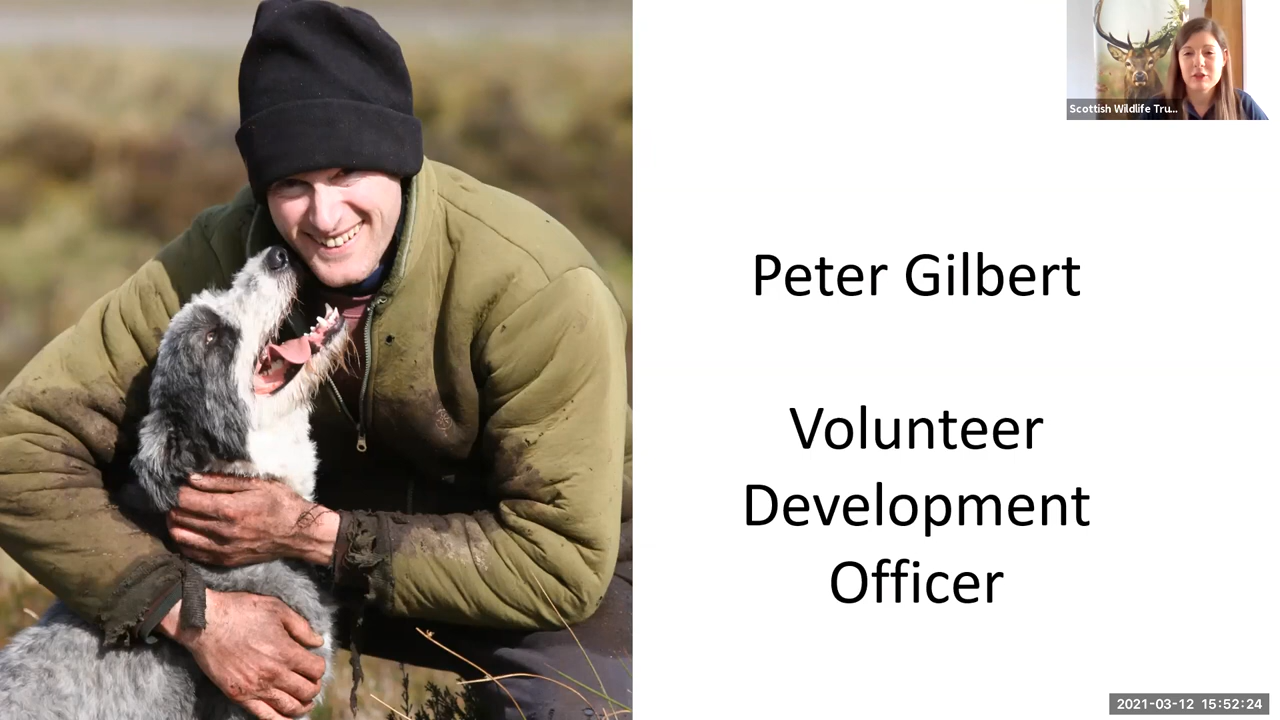 Scottish Wildlife Tru...
Peter Gilbert
Volunteer
Development
Officer
2021-03-12 15:52:24